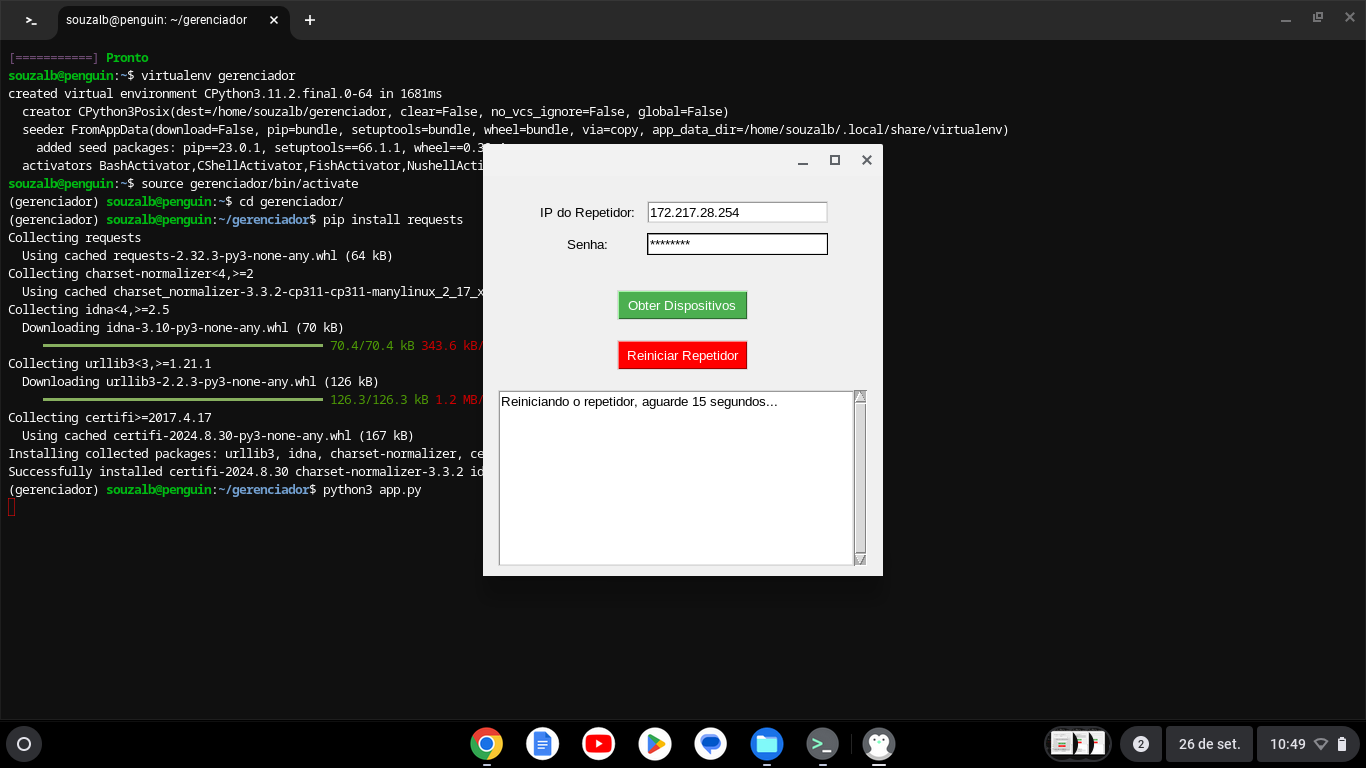 souzalb@penguin: ~/gerenciador
[===========] Pronto
souzalb@penguin:~$ virtualenv gerenciador
created virtual environment CPython3.11.2.final.0-64 in 1681ms
creator CPython3Posix(dest=/home/souzalb/gerenciador, clear=False, no_vcs_ignore=False, global=False)
seeder FromAppData(download=False, pip=bundle, setuptools=bundle, wheel=bundle, via=copy, app_data_dir=/home/souzalb/.local/share/virtualenv)
added seed packages: pip==23.0.1, setuptools==66.1.1, wheel==0.38.4
activators BashActivator,CShellActivator,FishActivator,NushellActi
souzalb@penguin:~$ source gerenciador/bin/activate
(gerenciador) souzalb@penguin:~$ cd gerenciador/
(gerenciador) souzalb@penguin:~/gerenciador$ pip install requests
Collecting requests
Using cached requests-2.32.3-py3-none-any.whl (64 kB)
Collecting charset-normalizer<4,>=2
Using cached charset_normalizer-3.3.2-cp311-cp311-manylinux_2_17_x
Collecting idna<4,>=2.5
Downloading idna-3.10-py3-none-any.whl (70 kB)
70.4/70.4 kB 343.6 kB/
Collecting urllib3<3,>=1.21.1
Downloading urllib3-2.2.3-py3-none-any.whl (126 kB)
126.3/126.3 kB 1.2 MB/
Collecting certifi>=2017.4.17
Using cached certifi-2024.8.30-py3-none-any.whl (167 kB)
Installing collected packages: urllib3, idna, charset-normalizer, ce
Successfully installed certifi-2024.8.30 charset-normalizer-3.3.2 id
(gerenciador) souzalb@penguin:~/gerenciador$ python3 app.py
IP do Repetidor: 172.217.28.254
Senha: ********
Obter Dispositivos
Reiniciar Repetidor
Reiniciando o repetidor, aguarde 15 segundos...
2
26 de set.
10:49